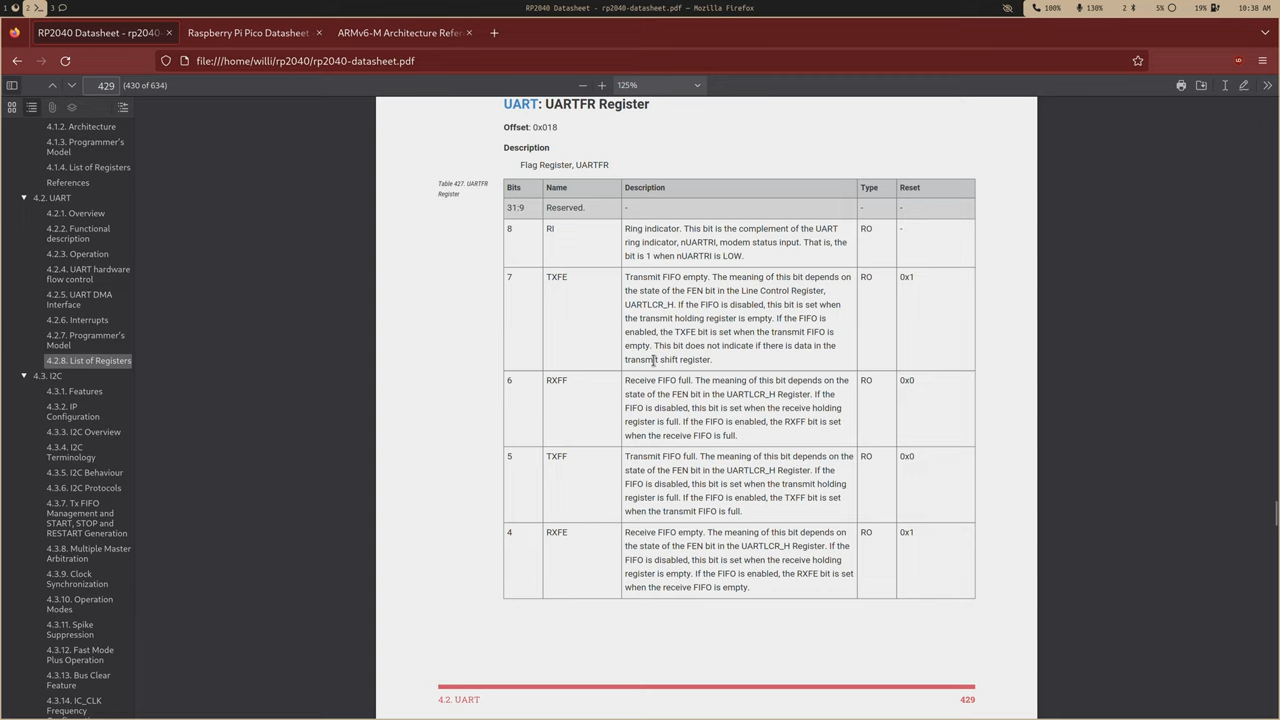 1 2 3
RP2040 Datasheet - rp2040-datasheet.pdf — Mozilla Firefox
100% 130% 2 5% 19% 10:38 AM
RP2040 Datasheet - rp2040- × Raspberry Pi Pico Datasheet × ARMv6-M Architecture Refer × +
file:///home/willi/rp2040/rp2040-datasheet.pdf
429 (430 of 634) 125%
4.1.2. Architecture
4.1.3. Programmer's
Model
4.1.4. List of Registers
References
4.2. UART
4.2.1. Overview
4.2.2. Functional
description
4.2.3. Operation
4.2.4. UART hardware
flow control
4.2.5. UART DMA
Interface
4.2.6. Interrupts
4.2.7. Programmer's
Model
4.2.8. List of Registers
4.3. I2C
4.3.1. Features
4.3.2. IP
Configuration
4.3.3. I2C Overview
4.3.4. I2C
Terminology
4.3.5. I2C Behaviour
4.3.6. I2C Protocols
4.3.7. Tx FIFO
Management and
START, STOP and
RESTART Generation
4.3.8. Multiple Master
Arbitration
4.3.9. Clock
Synchronization
4.3.10. Operation
Modes
4.3.11. Spike
Suppression
4.3.12. Fast Mode
Plus Operation
4.3.13. Bus Clear
Feature
4.3.14. IC_CLK
Frequency
UART: UARTFR Register
Offset: 0x018
Description
Flag Register, UARTFR
Table 427. UARTFR
Register
Bits Name Description Type Reset
31:9 Reserved. - - -
8 RI Ring indicator. This bit is the complement of the UART RO -
ring indicator, nUARTRI, modem status input. That is, the
bit is 1 when nUARTRI is LOW.
7 TXFE Transmit FIFO empty. The meaning of this bit depends on RO 0x1
the state of the FEN bit in the Line Control Register,
UARTLCR_H. If the FIFO is disabled, this bit is set when
the transmit holding register is empty. If the FIFO is
enabled, the TXFE bit is set when the transmit FIFO is
empty. This bit does not indicate if there is data in the
transmit shift register.
6 RXFF Receive FIFO full. The meaning of this bit depends on the RO 0x0
state of the FEN bit in the UARTLCR_H Register. If the
FIFO is disabled, this bit is set when the receive holding
register is full. If the FIFO is enabled, the RXFF bit is set
when the receive FIFO is full.
5 TXFF Transmit FIFO full. The meaning of this bit depends on the RO 0x0
state of the FEN bit in the UARTLCR_H Register. If the
FIFO is disabled, this bit is set when the transmit holding
register is full. If the FIFO is enabled, the TXFF bit is set
when the transmit FIFO is full.
4 RXFE Receive FIFO empty. The meaning of this bit depends on RO 0x1
the state of the FEN bit in the UARTLCR_H Register. If the
FIFO is disabled, this bit is set when the receive holding
register is empty. If the FIFO is enabled, the RXFE bit is set
when the receive FIFO is empty.
4.2. UART 429